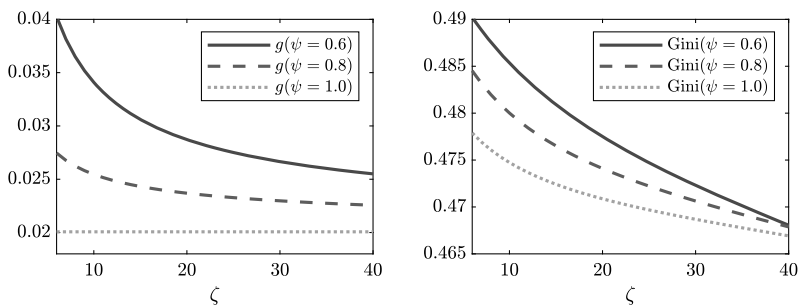 0.04
0.035
0.03
0.025
0.02
10
20
30
40
ζ
g(ψ = 0.6)
g(ψ = 0.8)
g(ψ = 1.0)
0.49
0.485
0.48
0.475
0.47
0.465
10
20
30
40
ζ
Gini(ψ = 0.6)
Gini(ψ = 0.8)
Gini(ψ = 1.0)